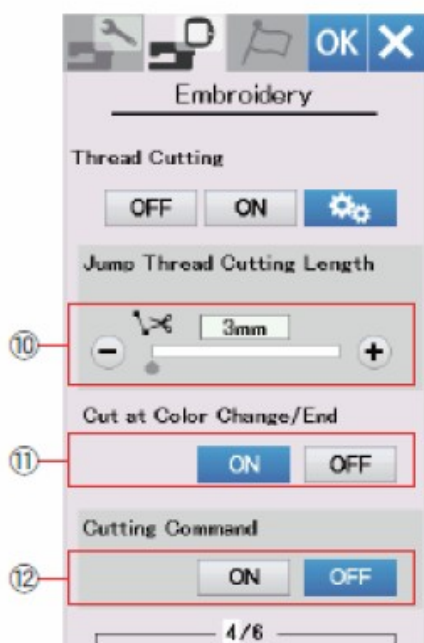 OK X
Embroidery
Thread Cutting
OFF ON
Jump Thread Cutting Length
⑩ 3mm
− +
Cut at Color Change/End
⑪ ON OFF
Cutting Command
⑫ ON OFF
4/6